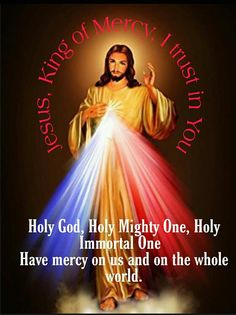 Jesus, King of Mercy, I trust in You
Holy God, Holy Mighty One, Holy
Immortal One
Have mercy on us and on the whole
world.